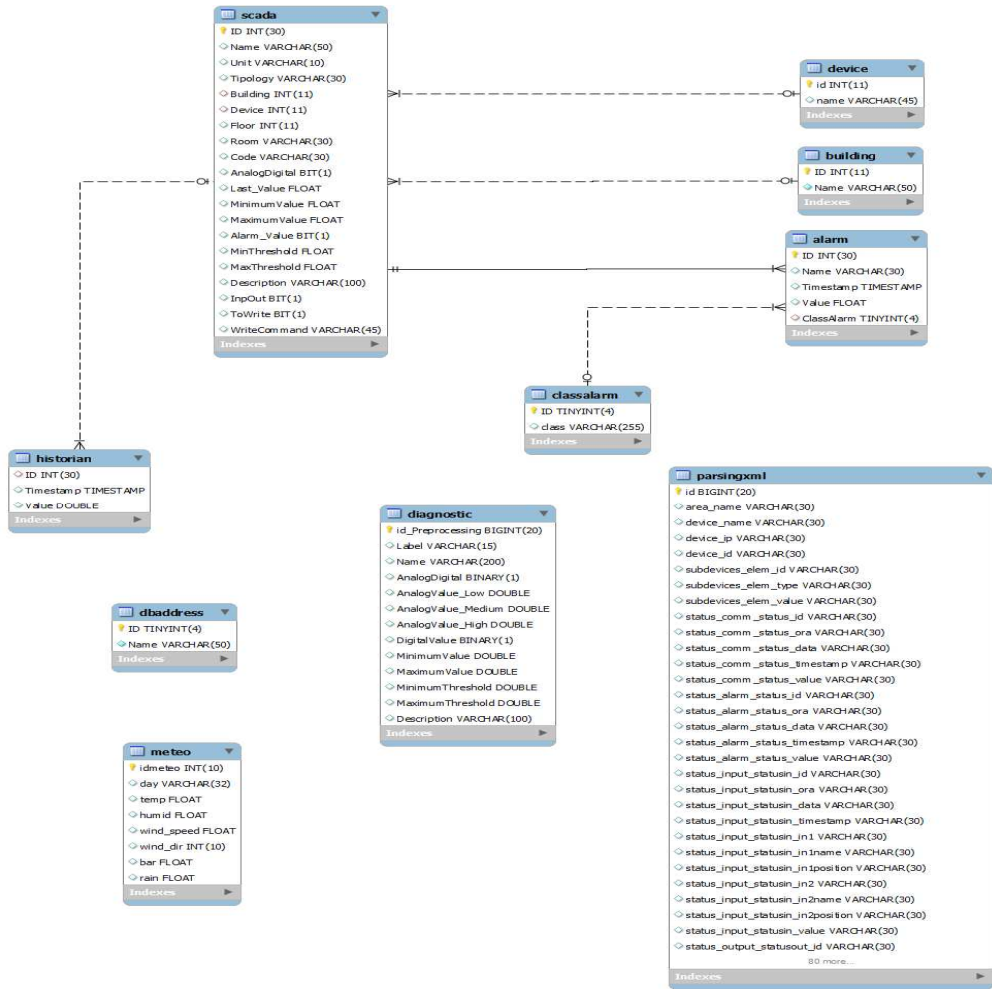 scada
ID INT(30)
Name VARCHAR(50)
Unit VARCHAR(10)
Tipology VARCHAR(30)
Building INT(11)
Device INT(11)
Floor INT(11)
Room VARCHAR(30)
Code VARCHAR(30)
AnalogDigital BIT(1)
Last_Value FLOAT
MinimumValue FLOAT
MaximumValue FLOAT
Alarm_Value BIT(1)
MinThreshold FLOAT
MaxThreshold FLOAT
Description VARCHAR(100)
InpOut BIT(1)
ToWrite BIT(1)
WriteCommand VARCHAR(45)
Indexes
device
id INT(11)
name VARCHAR(45)
Indexes
building
ID INT(11)
Name VARCHAR(50)
Indexes
alarm
ID INT(30)
Name VARCHAR(30)
Timestamp TIMESTAMP
Value FLOAT
ClassAlarm TINYINT(4)
Indexes
classalarm
ID TINYINT(4)
class VARCHAR(255)
Indexes
historian
ID INT(30)
Timestamp TIMESTAMP
Value DOUBLE
Indexes
diagnostic
id_Preprocessing BIGINT(20)
Label VARCHAR(15)
Name VARCHAR(200)
AnalogDigital BINARY(1)
AnalogValue_Low DOUBLE
AnalogValue_Medium DOUBLE
AnalogValue_High DOUBLE
DigitalValue BINARY(1)
MinimumValue DOUBLE
MaximumValue DOUBLE
MinimumThreshold DOUBLE
MaximumThreshold DOUBLE
Description VARCHAR(100)
Indexes
dbaddress
ID TINYINT(4)
Name VARCHAR(50)
Indexes
meteo
idmeteo INT(10)
day VARCHAR(32)
temp FLOAT
humid FLOAT
wind_speed FLOAT
wind_dir INT(10)
bar FLOAT
rain FLOAT
Indexes
parsingxml
id BIGINT(20)
area_name VARCHAR(30)
device_name VARCHAR(30)
device_ip VARCHAR(30)
device_id VARCHAR(30)
subdevices_elem_id VARCHAR(30)
subdevices_elem_type VARCHAR(30)
subdevices_elem_value VARCHAR(30)
status_comm_status_id VARCHAR(30)
status_comm_status_ora VARCHAR(30)
status_comm_status_data VARCHAR(30)
status_comm_status_timestamp VARCHAR(30)
status_comm_status_value VARCHAR(30)
status_alarm_status_id VARCHAR(30)
status_alarm_status_ora VARCHAR(30)
status_alarm_status_data VARCHAR(30)
status_alarm_status_timestamp VARCHAR(30)
status_alarm_status_value VARCHAR(30)
status_input_statusin_id VARCHAR(30)
status_input_statusin_ora VARCHAR(30)
status_input_statusin_data VARCHAR(30)
status_input_statusin_timestamp VARCHAR(30)
status_input_statusin_in1 VARCHAR(30)
status_input_statusin_in1name VARCHAR(30)
status_input_statusin_in1position VARCHAR(30)
status_input_statusin_in2 VARCHAR(30)
status_input_statusin_in2name VARCHAR(30)
status_input_statusin_in2position VARCHAR(30)
status_input_statusin_value VARCHAR(30)
status_output_statusout_id VARCHAR(30)
80 more...
Indexes